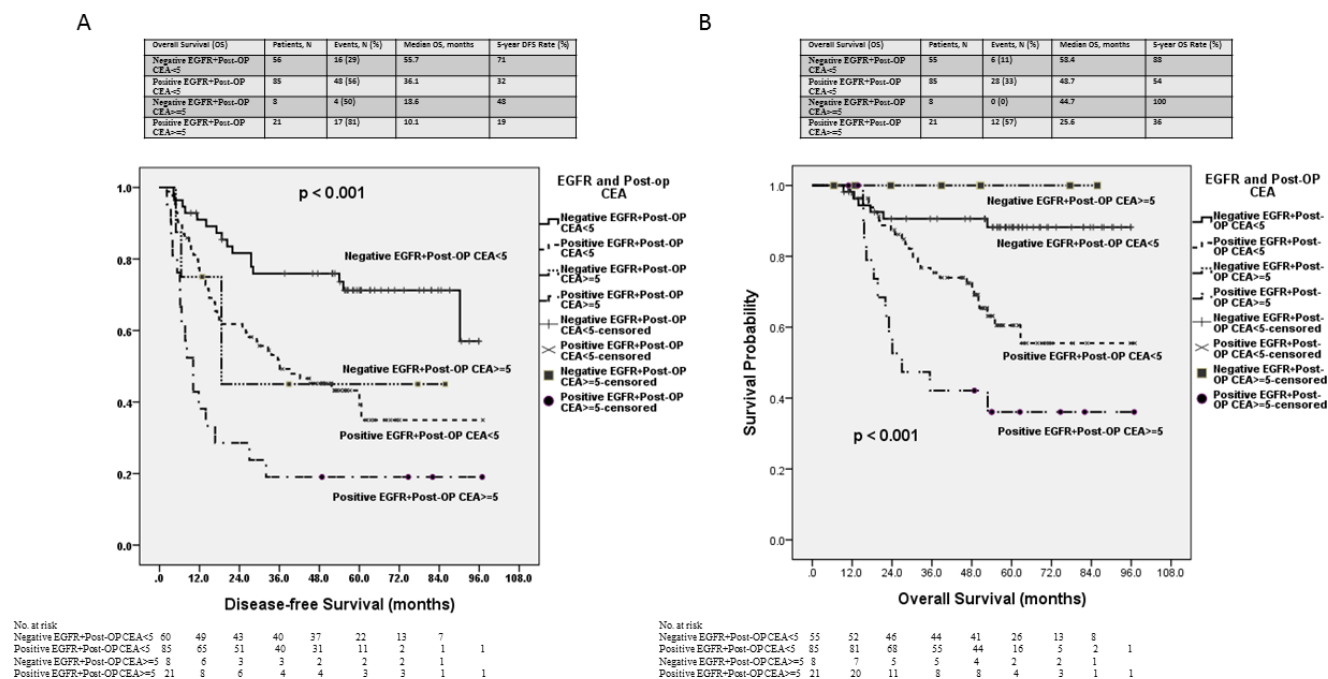 A
Overall Survival (OS) Patients, N Events, N (%) Median OS, months 5-year DFS Rate (%)
Negative EGFR+Post-OP CEA<5 56 16 (29) 55.7 71
Positive EGFR+Post-OP CEA<5 85 48 (56) 36.1 32
Negative EGFR+Post-OP CEA>=5 8 4 (50) 18.6 48
Positive EGFR+Post-OP CEA>=5 21 17 (81) 10.1 19
p < 0.001
1.0
0.8
0.6
0.4
0.2
0.0
Negative EGFR+Post-OP CEA<5
Negative EGFR+Post-OP CEA>=5
Positive EGFR+Post-OP CEA<5
Positive EGFR+Post-OP CEA>=5
.0 12.0 24.0 36.0 48.0 60.0 72.0 84.0 96.0 108.0
Disease-free Survival (months)
EGFR and Post-op
CEA
Negative EGFR+Post-OP
CEA<5
Positive EGFR+Post-OP
CEA<5
Negative EGFR+Post-OP
CEA>=5
Positive EGFR+Post-OP
CEA>=5
Negative EGFR+Post-OP
CEA<5-censored
Positive EGFR+Post-OP
CEA<5-censored
Negative EGFR+Post-OP
CEA>=5-censored
Positive EGFR+Post-OP
CEA>=5-censored
No. at risk
Negative EGFR+Post-OP CEA<5 60 49 43 40 37 22 13 7
Positive EGFR+Post-OP CEA<5 85 65 51 40 31 11 2 1 1
Negative EGFR+Post-OP CEA>=5 8 6 3 3 2 2 2 1
Positive EGFR+Post-OP CEA>=5 21 8 6 4 4 3 3 1 1
B
Overall Survival (OS) Patients, N Events, N (%) Median OS, months 5-year OS Rate (%)
Negative EGFR+Post-OP CEA<5 55 6 (11) 58.4 88
Positive EGFR+Post-OP CEA<5 85 28 (33) 48.7 54
Negative EGFR+Post-OP CEA>=5 8 0 (0) 44.7 100
Positive EGFR+Post-OP CEA>=5 21 12 (57) 25.6 36
Survival Probability
1.0
0.8
0.6
0.4
0.2
0.0
Negative EGFR+Post-OP CEA>=5
Negative EGFR+Post-OP CEA<5
Positive EGFR+Post-OP CEA<5
Positive EGFR+Post-OP CEA>=5
p < 0.001
.0 12.0 24.0 36.0 48.0 60.0 72.0 84.0 96.0 108.0
Overall Survival (months)
EGFR and Post-OP
CEA
Negative EGFR+Post-
OP CEA<5
Positive EGFR+Post-
OP CEA<5
Negative EGFR+Post-
OP CEA>=5
Positive EGFR+Post-
OP CEA>=5
Negative EGFR+Post-
OP CEA<5-censored
Positive EGFR+Post-
OP CEA<5-censored
Negative EGFR+Post-
OP CEA>=5-censored
Positive EGFR+Post-
OP CEA>=5-censored
No. at risk
Negative EGFR+Post-OP CEA<5 55 52 46 44 41 26 13 8
Positive EGFR+Post-OP CEA<5 85 81 68 55 44 16 5 2 1
Negative EGFR+Post-OP CEA>=5 8 7 5 5 4 2 2 1
Positive EGFR+Post-OP CEA>=5 21 20 11 8 8 4 3 1 1